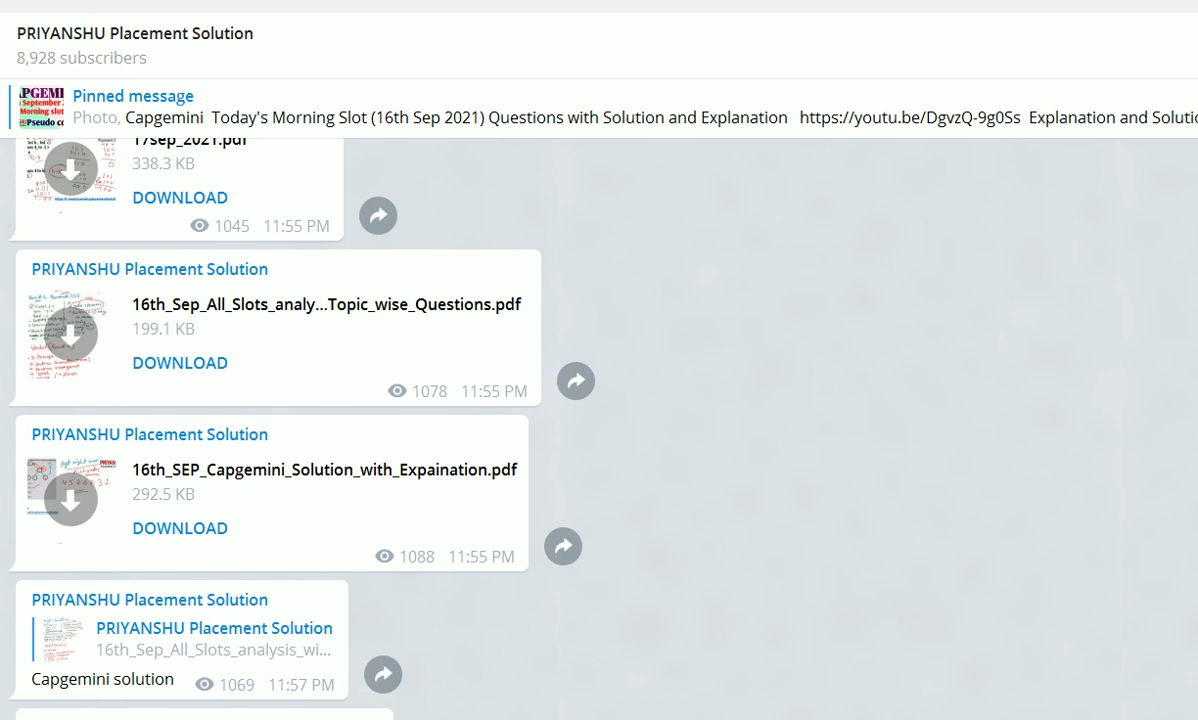 PRIYANSHU Placement Solution
8,928 subscribers
Pinned message
Photo, Capgemini Today's Morning Slot (16th Sep 2021) Questions with Solution and Explanation https://youtu.be/DgvzQ-9g0Ss Explanation and Solutio
17sep_2021.pdf
338.3 KB
DOWNLOAD
1045 11:55 PM
PRIYANSHU Placement Solution
16th_Sep_All_Slots_analy...Topic_wise_Questions.pdf
199.1 KB
DOWNLOAD
1078 11:55 PM
PRIYANSHU Placement Solution
16th_SEP_Capgemini_Solution_with_Expaination.pdf
292.5 KB
DOWNLOAD
1088 11:55 PM
PRIYANSHU Placement Solution
PRIYANSHU Placement Solution
16th_Sep_All_Slots_analysis_wi...
Capgemini solution 1069 11:57 PM